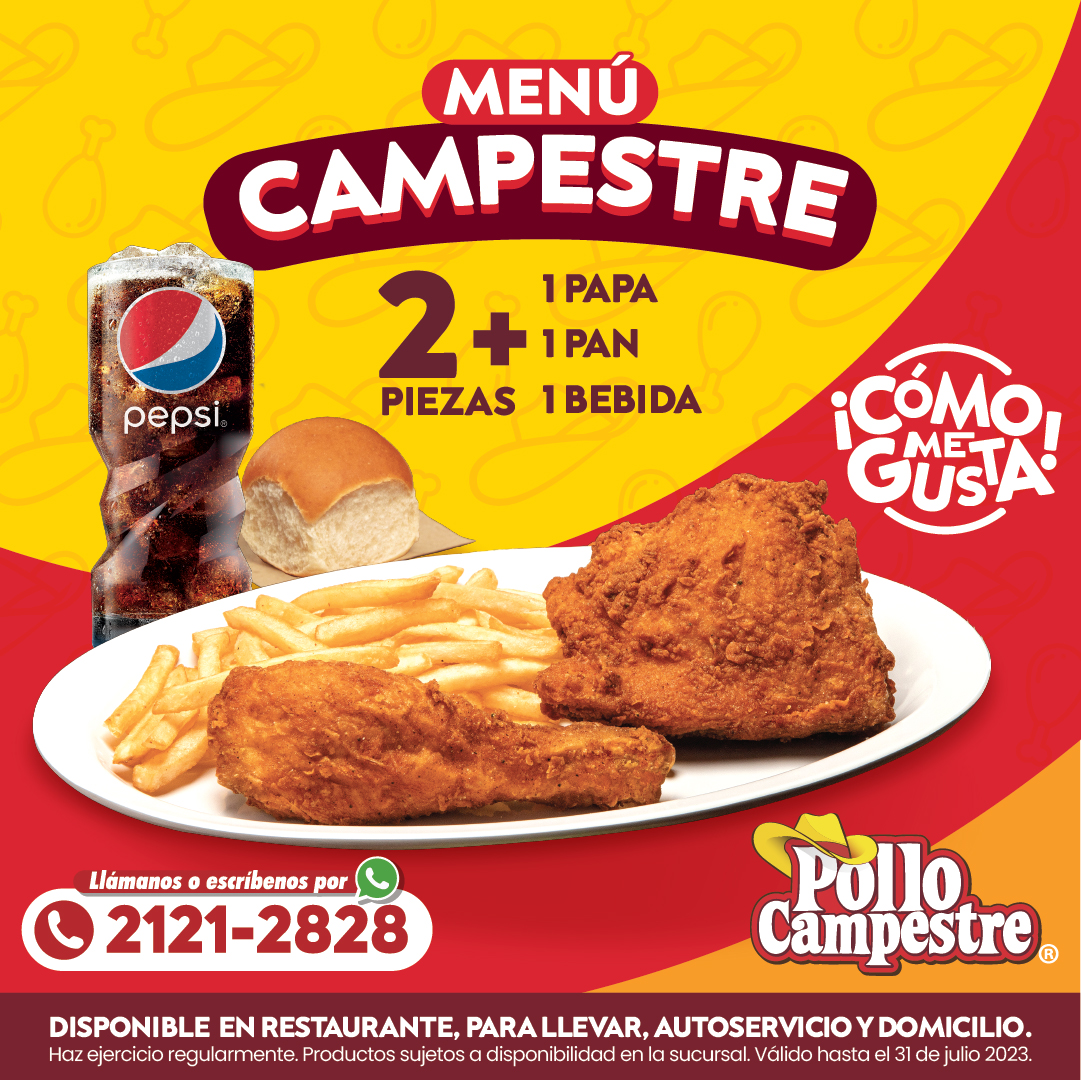 MENÚ
CAMPESTRE
2
PIEZAS
+
1 PAPA
1 PAN
1 BEBIDA
pepsi®
¡CÓMO
ME
GUSTA!
Llámanos o escríbenos por
2121-2828
Pollo
Campestre®
DISPONIBLE EN RESTAURANTE, PARA LLEVAR, AUTOSERVICIO Y DOMICILIO.
Haz ejercicio regularmente. Productos sujetos a disponibilidad en la sucursal. Válido hasta el 31 de julio 2023.